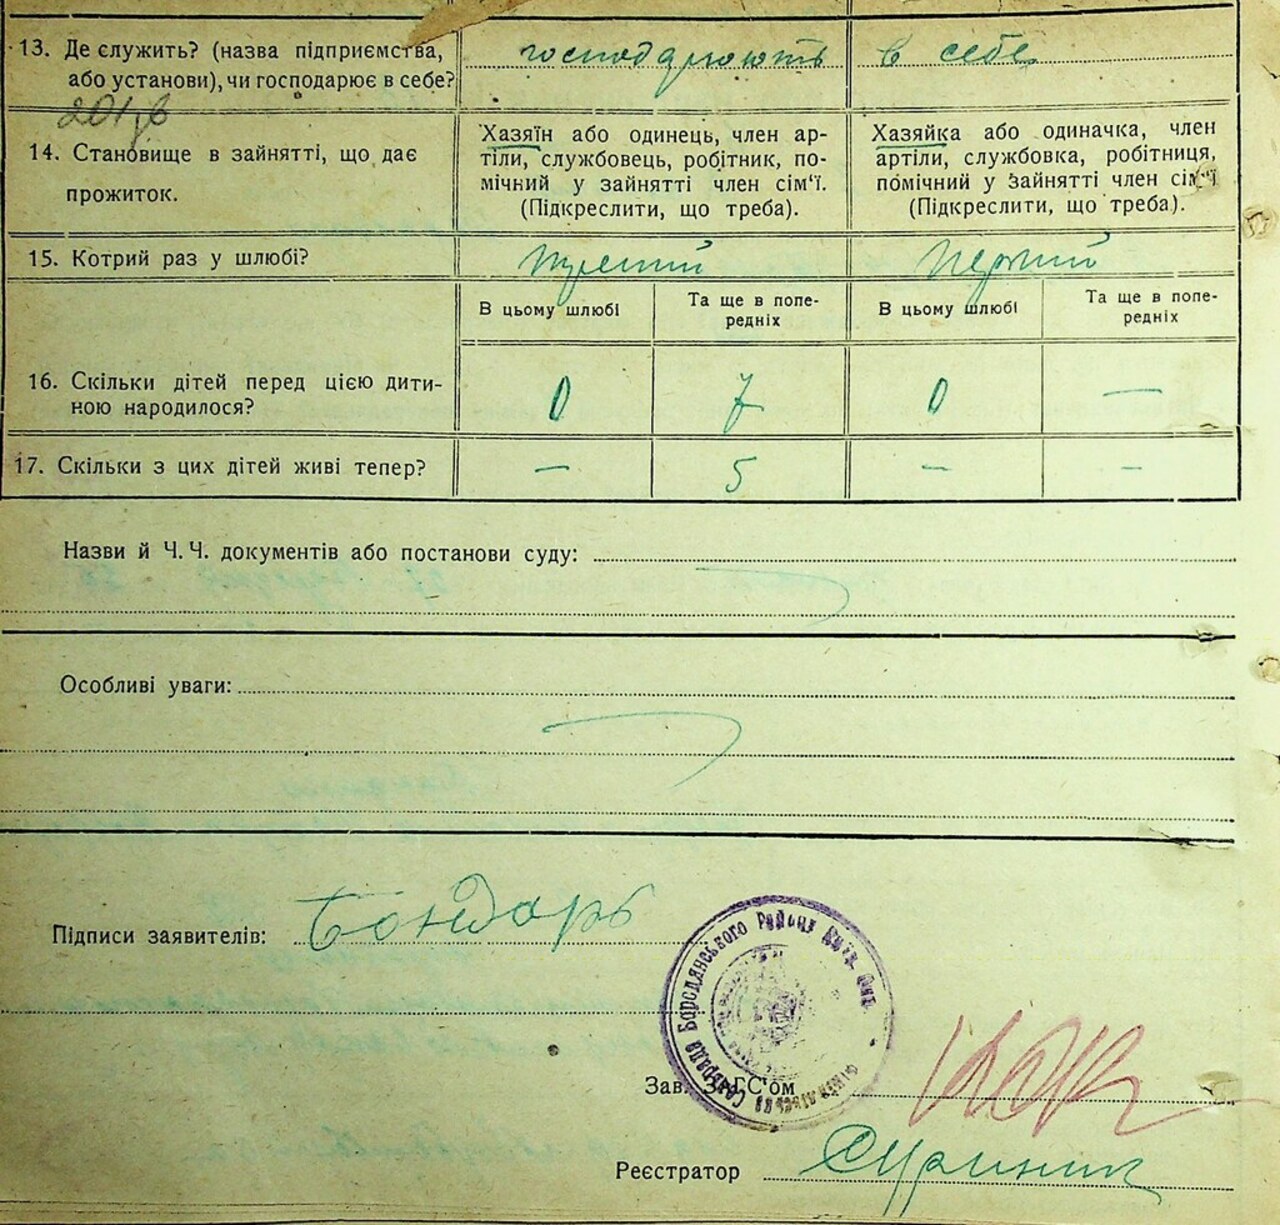 13. Де служить? (назва підприємства, господарюють в себе
або установи), чи господарює в себе?
14. Становище в зайнятті, що дає
прожиток.
Хазяїн або одинець, член ар-
тіли, службовець, робітник, по-
мічний у зайнятті член сім'ї.
(Підкреслити, що треба).
Хазяйка або одиначка, член
артіли, службовка, робітниця,
помічний у зайнятті член сім'ї
(Підкреслити, що треба).
15. Котрий раз у шлюбі? третий первий
В цьому шлюбі
Та ще в попе-
редніх
В цьому шлюбі
Та ще в попе-
редніх
16. Скільки дітей перед цією дити-
ною народилося?
0 7 0 —
17. Скільки з цих дітей живі тепер? — 5 — —
Назви й Ч. Ч. документів або постанови суду:
Особливі уваги:
Підписи заявителів: Бондарь
Бородянського Району
Зав. ЗАГС'ом
Реєстратор